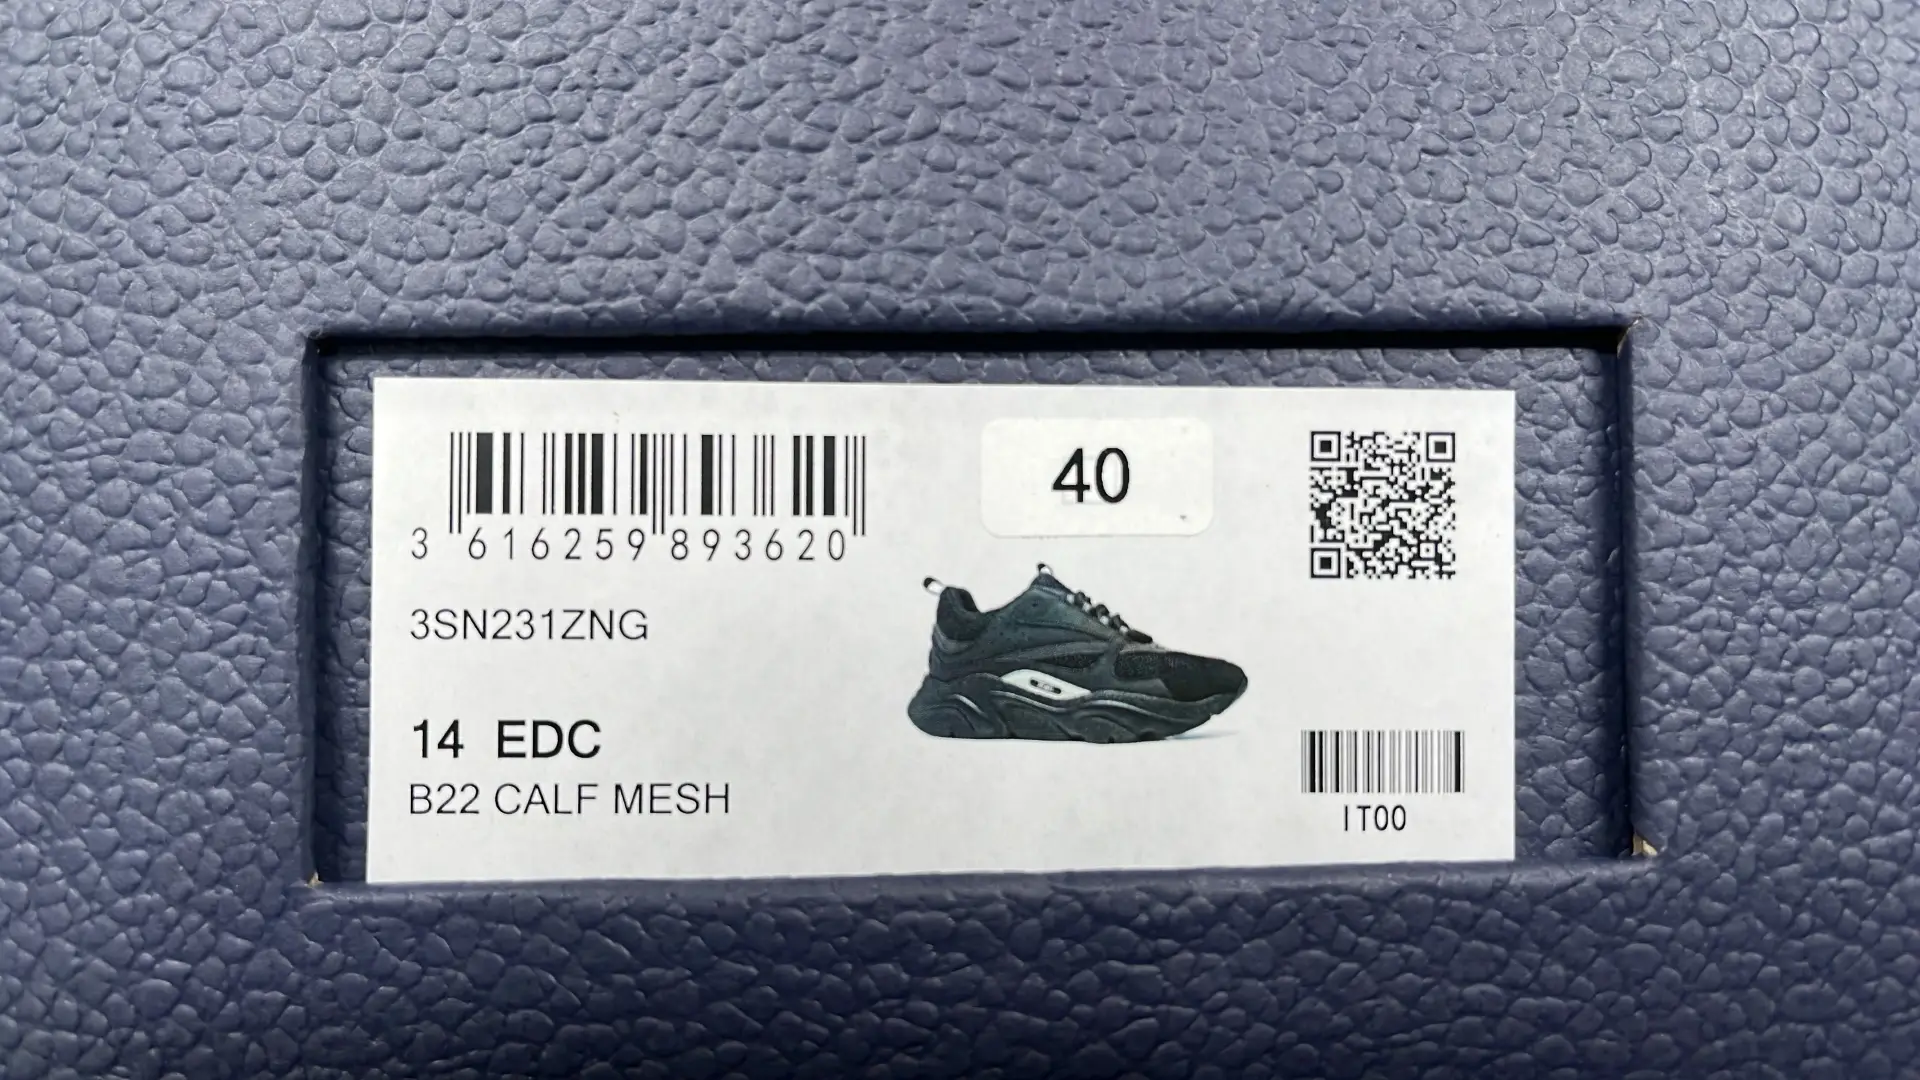 3 616259 893620
40
3SN231ZNG
14 EDC
B22 CALF MESH
IT00